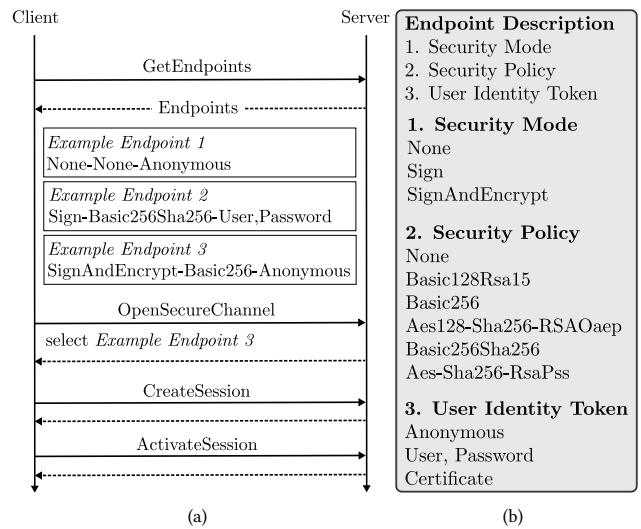 Client
Server
GetEndpoints
Endpoints
Example Endpoint 1
None-None-Anonymous
Example Endpoint 2
Sign-Basic256Sha256-User,Password
Example Endpoint 3
SignAndEncrypt-Basic256-Anonymous
OpenSecureChannel
select Example Endpoint 3
CreateSession
ActivateSession
(a)
Endpoint Description
1. Security Mode
2. Security Policy
3. User Identity Token
1. Security Mode
None
Sign
SignAndEncrypt
2. Security Policy
None
Basic128Rsa15
Basic256
Aes128-Sha256-RSAOaep
Basic256Sha256
Aes-Sha256-RsaPss
3. User Identity Token
Anonymous
User, Password
Certificate
(b)